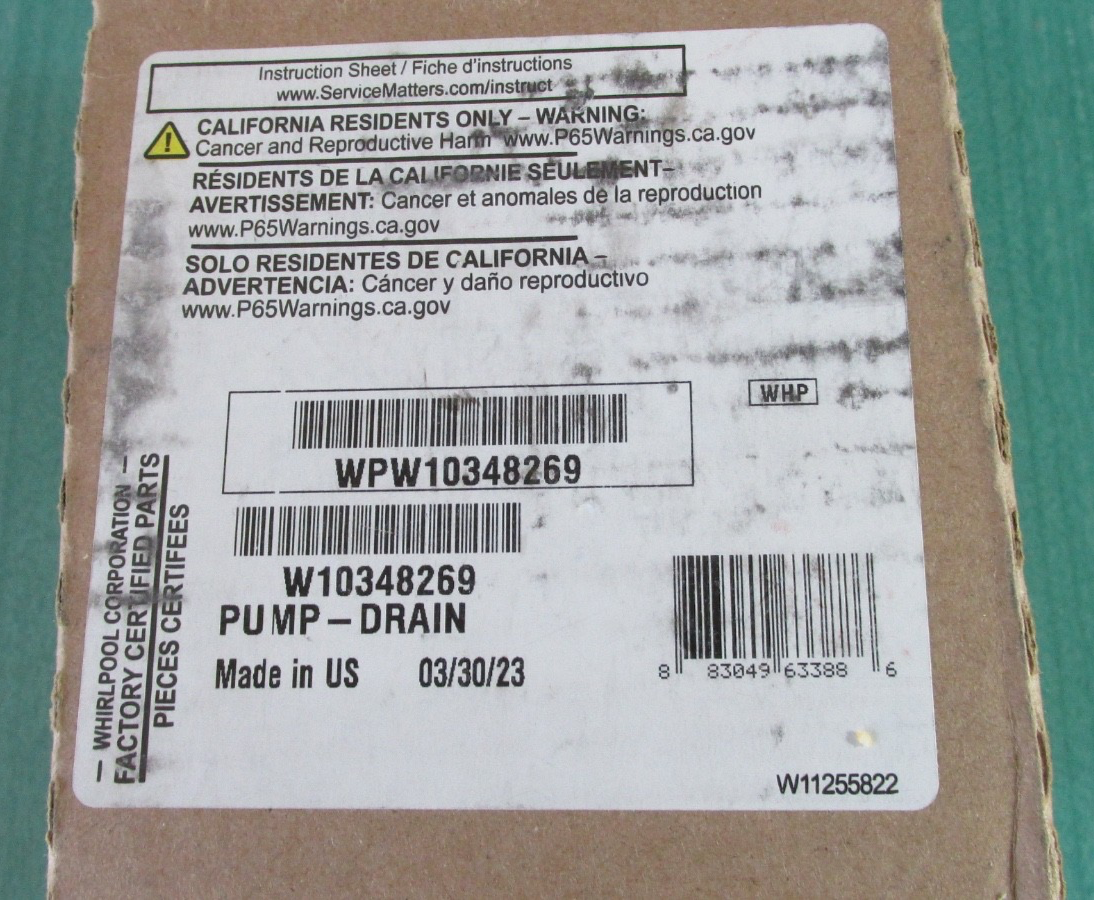 Instruction Sheet / Fiche d'instructions
www.ServiceMatters.com/instruct
CALIFORNIA RESIDENTS ONLY – WARNING:
Cancer and Reproductive Harm www.P65Warnings.ca.gov
RÉSIDENTS DE LA CALIFORNIE SEULEMENT–
AVERTISSEMENT: Cancer et anomales de la reproduction
www.P65Warnings.ca.gov
SOLO RESIDENTES DE CALIFORNIA –
ADVERTENCIA: Cáncer y daño reproductivo
www.P65Warnings.ca.gov
WHP
WPW10348269
W10348269
PUMP–DRAIN
Made in US 03/30/23
8 83049 63388 6
W11255822
– WHIRLPOOL CORPORATION –
FACTORY CERTIFIED PARTS
PIECES CERTIFEES